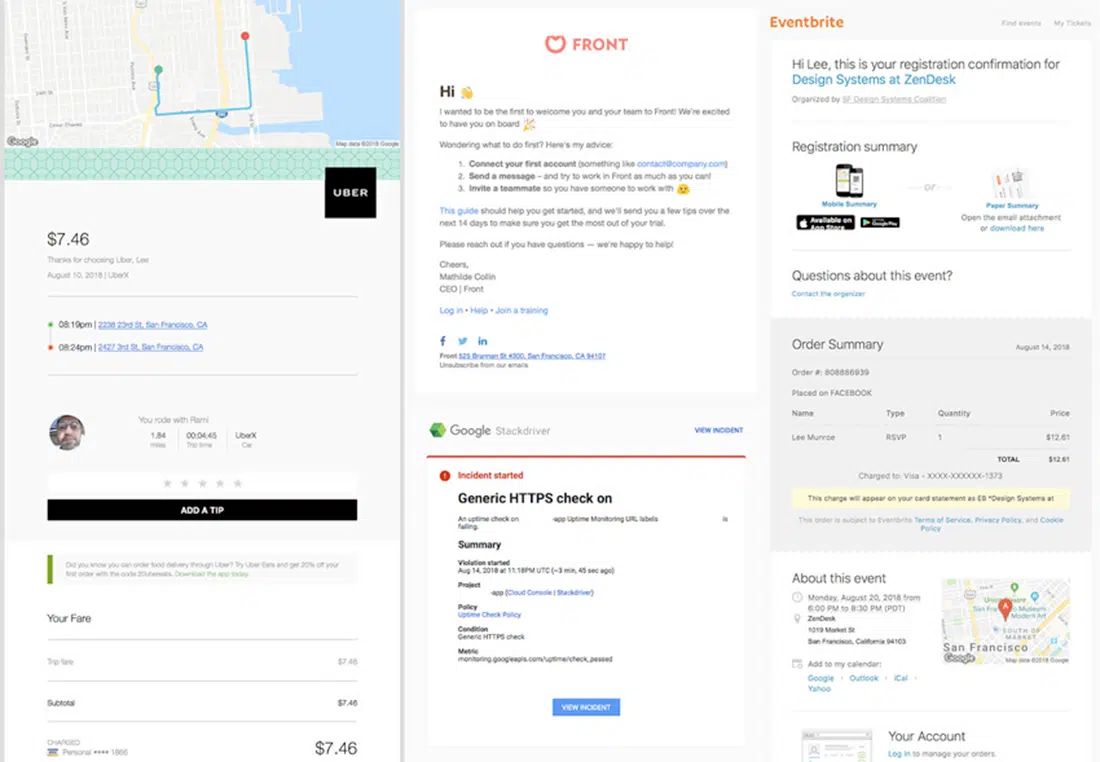 Google
Map data ©2018 Google
UBER
$7.46
Thanks for choosing Uber, Lee
August 10, 2018 | UberX
08:19pm | 2238 23rd St, San Francisco, CA
08:24pm | 2427 3rd St, San Francisco, CA
You rode with Rami
1.84 00:04:45 UberX
miles Trip time Car
ADD A TIP
Did you know you can order food delivery through Uber? Try Uber Eats and get 20% off your
first order with the code Download the app today.
Your Fare
Trip fare $7.46
Subtotal $7.46
CHARGED
Personal •••• 1866 $7.46
FRONT
Hi 👋
I wanted to be the first to welcome you and your team to Front! We're excited
to have you on board 🎉
Wondering what to do first? Here's my advice:
1. Connect your first account (something like contact@company.com)
2. Send a message – and try to work in Front as much as you can!
3. Invite a teammate so you have someone to work with 🤗
This guide should help you get started, and we'll send you a few tips over the
next 14 days to make sure you get the most out of your trial.
Please reach out if you have questions — we're happy to help!
Cheers,
Mathilde Collin
CEO | Front
Log in • Help • Join a training
Front 525 Brannan St #300, San Francisco, CA 94107
Unsubscribe from our emails
Google Stackdriver VIEW INCIDENT
Incident started
Generic HTTPS check on
An uptime check on -app Uptime Monitoring URL labels is
failing.
Summary
Violation started
Aug 14, 2018 at 11:18PM UTC (~3 min, 45 sec ago)
Project
-app (Cloud Console | Stackdriver)
Policy
Uptime Check Policy
Condition
Generic HTTPS check
Metric
monitoring.googleapis.com/uptime/check_passed
VIEW INCIDENT
Eventbrite Find events My Tickets
Hi Lee, this is your registration confirmation for
Design Systems at ZenDesk
Organized by SF Design Systems Coalition
Registration summary
or
Mobile Summary Paper Summary
Available on App Store Google Play
Open the email attachment
or download here
Questions about this event?
Contact the organizer
Order Summary August 14, 2018
Order #: 808886939
Placed on FACEBOOK
Name Type Quantity Price
Lee Munroe RSVP 1 $12.61
TOTAL $12.61
Charged to: Visa - XXXX-XXXXXX-1373
This charge will appear on your card statement as EB *Design Systems at
This order is subject to Eventbrite Terms of Service, Privacy Policy, and Cookie
Policy
About this event
Monday, August 20, 2018 from
6:00 PM to 8:30 PM (PDT)
ZenDesk
1019 Market St
San Francisco, California 94103
Add to my calendar:
Google · Outlook · iCal ·
Yahoo
San Francisco
Museum
Modern Art
SOUTH OF
MARKET
San Francisco
Google Map data ©2018 Google
Your Account
Log in to manage your orders.